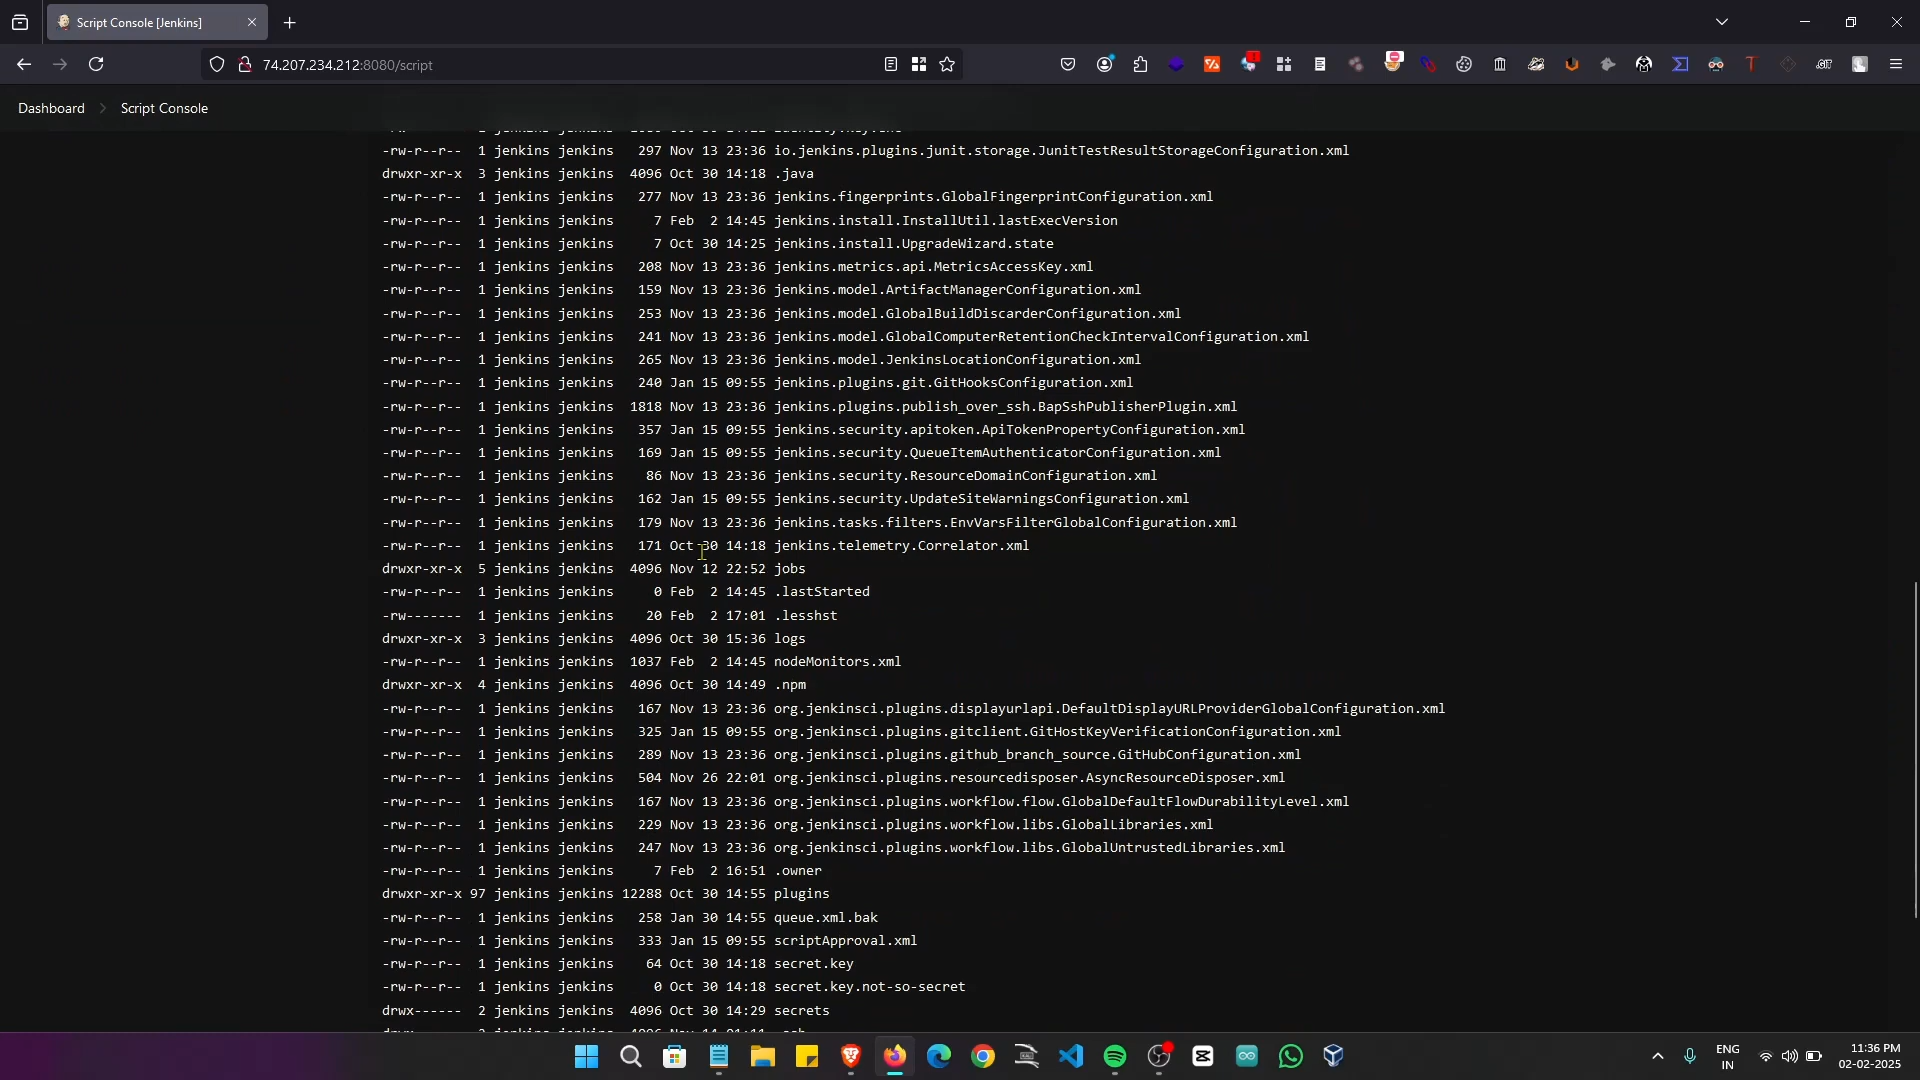 Script Console [Jenkins]
74.207.234.212:8080/script
Dashboard > Script Console
-rw-r--r-- 1 jenkins jenkins 297 Nov 13 23:36 io.jenkins.plugins.junit.storage.JunitTestResultStorageConfiguration.xml
drwxr-xr-x 3 jenkins jenkins 4096 Oct 30 14:18 .java
-rw-r--r-- 1 jenkins jenkins 277 Nov 13 23:36 jenkins.fingerprints.GlobalFingerprintConfiguration.xml
-rw-r--r-- 1 jenkins jenkins 7 Feb 2 14:45 jenkins.install.InstallUtil.lastExecVersion
-rw-r--r-- 1 jenkins jenkins 7 Oct 30 14:25 jenkins.install.UpgradeWizard.state
-rw-r--r-- 1 jenkins jenkins 208 Nov 13 23:36 jenkins.metrics.api.MetricsAccessKey.xml
-rw-r--r-- 1 jenkins jenkins 159 Nov 13 23:36 jenkins.model.ArtifactManagerConfiguration.xml
-rw-r--r-- 1 jenkins jenkins 253 Nov 13 23:36 jenkins.model.GlobalBuildDiscarderConfiguration.xml
-rw-r--r-- 1 jenkins jenkins 241 Nov 13 23:36 jenkins.model.GlobalComputerRetentionCheckIntervalConfiguration.xml
-rw-r--r-- 1 jenkins jenkins 265 Nov 13 23:36 jenkins.model.JenkinsLocationConfiguration.xml
-rw-r--r-- 1 jenkins jenkins 240 Jan 15 09:55 jenkins.plugins.git.GitHooksConfiguration.xml
-rw-r--r-- 1 jenkins jenkins 1818 Nov 13 23:36 jenkins.plugins.publish_over_ssh.BapSshPublisherPlugin.xml
-rw-r--r-- 1 jenkins jenkins 357 Jan 15 09:55 jenkins.security.apitoken.ApiTokenPropertyConfiguration.xml
-rw-r--r-- 1 jenkins jenkins 169 Jan 15 09:55 jenkins.security.QueueItemAuthenticatorConfiguration.xml
-rw-r--r-- 1 jenkins jenkins 86 Nov 13 23:36 jenkins.security.ResourceDomainConfiguration.xml
-rw-r--r-- 1 jenkins jenkins 162 Jan 15 09:55 jenkins.security.UpdateSiteWarningsConfiguration.xml
-rw-r--r-- 1 jenkins jenkins 179 Nov 13 23:36 jenkins.tasks.filters.EnvVarsFilterGlobalConfiguration.xml
-rw-r--r-- 1 jenkins jenkins 171 Oct 30 14:18 jenkins.telemetry.Correlator.xml
drwxr-xr-x 5 jenkins jenkins 4096 Nov 12 22:52 jobs
-rw-r--r-- 1 jenkins jenkins 0 Feb 2 14:45 .lastStarted
-rw------- 1 jenkins jenkins 20 Feb 2 17:01 .lesshst
drwxr-xr-x 3 jenkins jenkins 4096 Oct 30 15:36 logs
-rw-r--r-- 1 jenkins jenkins 1037 Feb 2 14:45 nodeMonitors.xml
drwxr-xr-x 4 jenkins jenkins 4096 Oct 30 14:49 .npm
-rw-r--r-- 1 jenkins jenkins 167 Nov 13 23:36 org.jenkinsci.plugins.displayurlapi.DefaultDisplayURLProviderGlobalConfiguration.xml
-rw-r--r-- 1 jenkins jenkins 325 Jan 15 09:55 org.jenkinsci.plugins.gitclient.GitHostKeyVerificationConfiguration.xml
-rw-r--r-- 1 jenkins jenkins 289 Nov 13 23:36 org.jenkinsci.plugins.github_branch_source.GitHubConfiguration.xml
-rw-r--r-- 1 jenkins jenkins 504 Nov 26 22:01 org.jenkinsci.plugins.resourcedisposer.AsyncResourceDisposer.xml
-rw-r--r-- 1 jenkins jenkins 167 Nov 13 23:36 org.jenkinsci.plugins.workflow.flow.GlobalDefaultFlowDurabilityLevel.xml
-rw-r--r-- 1 jenkins jenkins 229 Nov 13 23:36 org.jenkinsci.plugins.workflow.libs.GlobalLibraries.xml
-rw-r--r-- 1 jenkins jenkins 247 Nov 13 23:36 org.jenkinsci.plugins.workflow.libs.GlobalUntrustedLibraries.xml
-rw-r--r-- 1 jenkins jenkins 7 Feb 2 16:51 .owner
drwxr-xr-x 97 jenkins jenkins 12288 Oct 30 14:55 plugins
-rw-r--r-- 1 jenkins jenkins 258 Jan 30 14:55 queue.xml.bak
-rw-r--r-- 1 jenkins jenkins 333 Jan 15 09:55 scriptApproval.xml
-rw-r--r-- 1 jenkins jenkins 64 Oct 30 14:18 secret.key
-rw-r--r-- 1 jenkins jenkins 0 Oct 30 14:18 secret.key.not-so-secret
drwx------ 2 jenkins jenkins 4096 Oct 30 14:29 secrets
ENG
IN
11:36 PM
02-02-2025